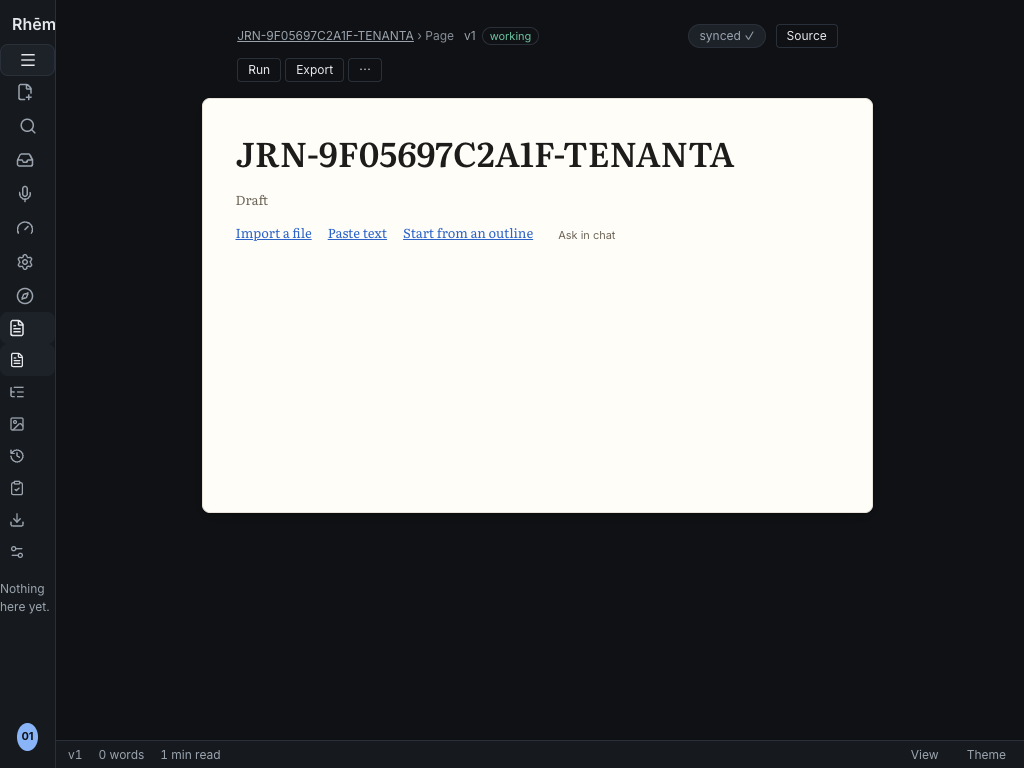 Rhēm
JRN-9F05697C2A1F-TENANTA › Page v1 working
synced ✓ Source
Run Export ···
JRN-9F05697C2A1F-TENANTA
Draft
Import a file Paste text Start from an outline Ask in chat
Nothing
here yet.
01
v1 0 words 1 min read View Theme